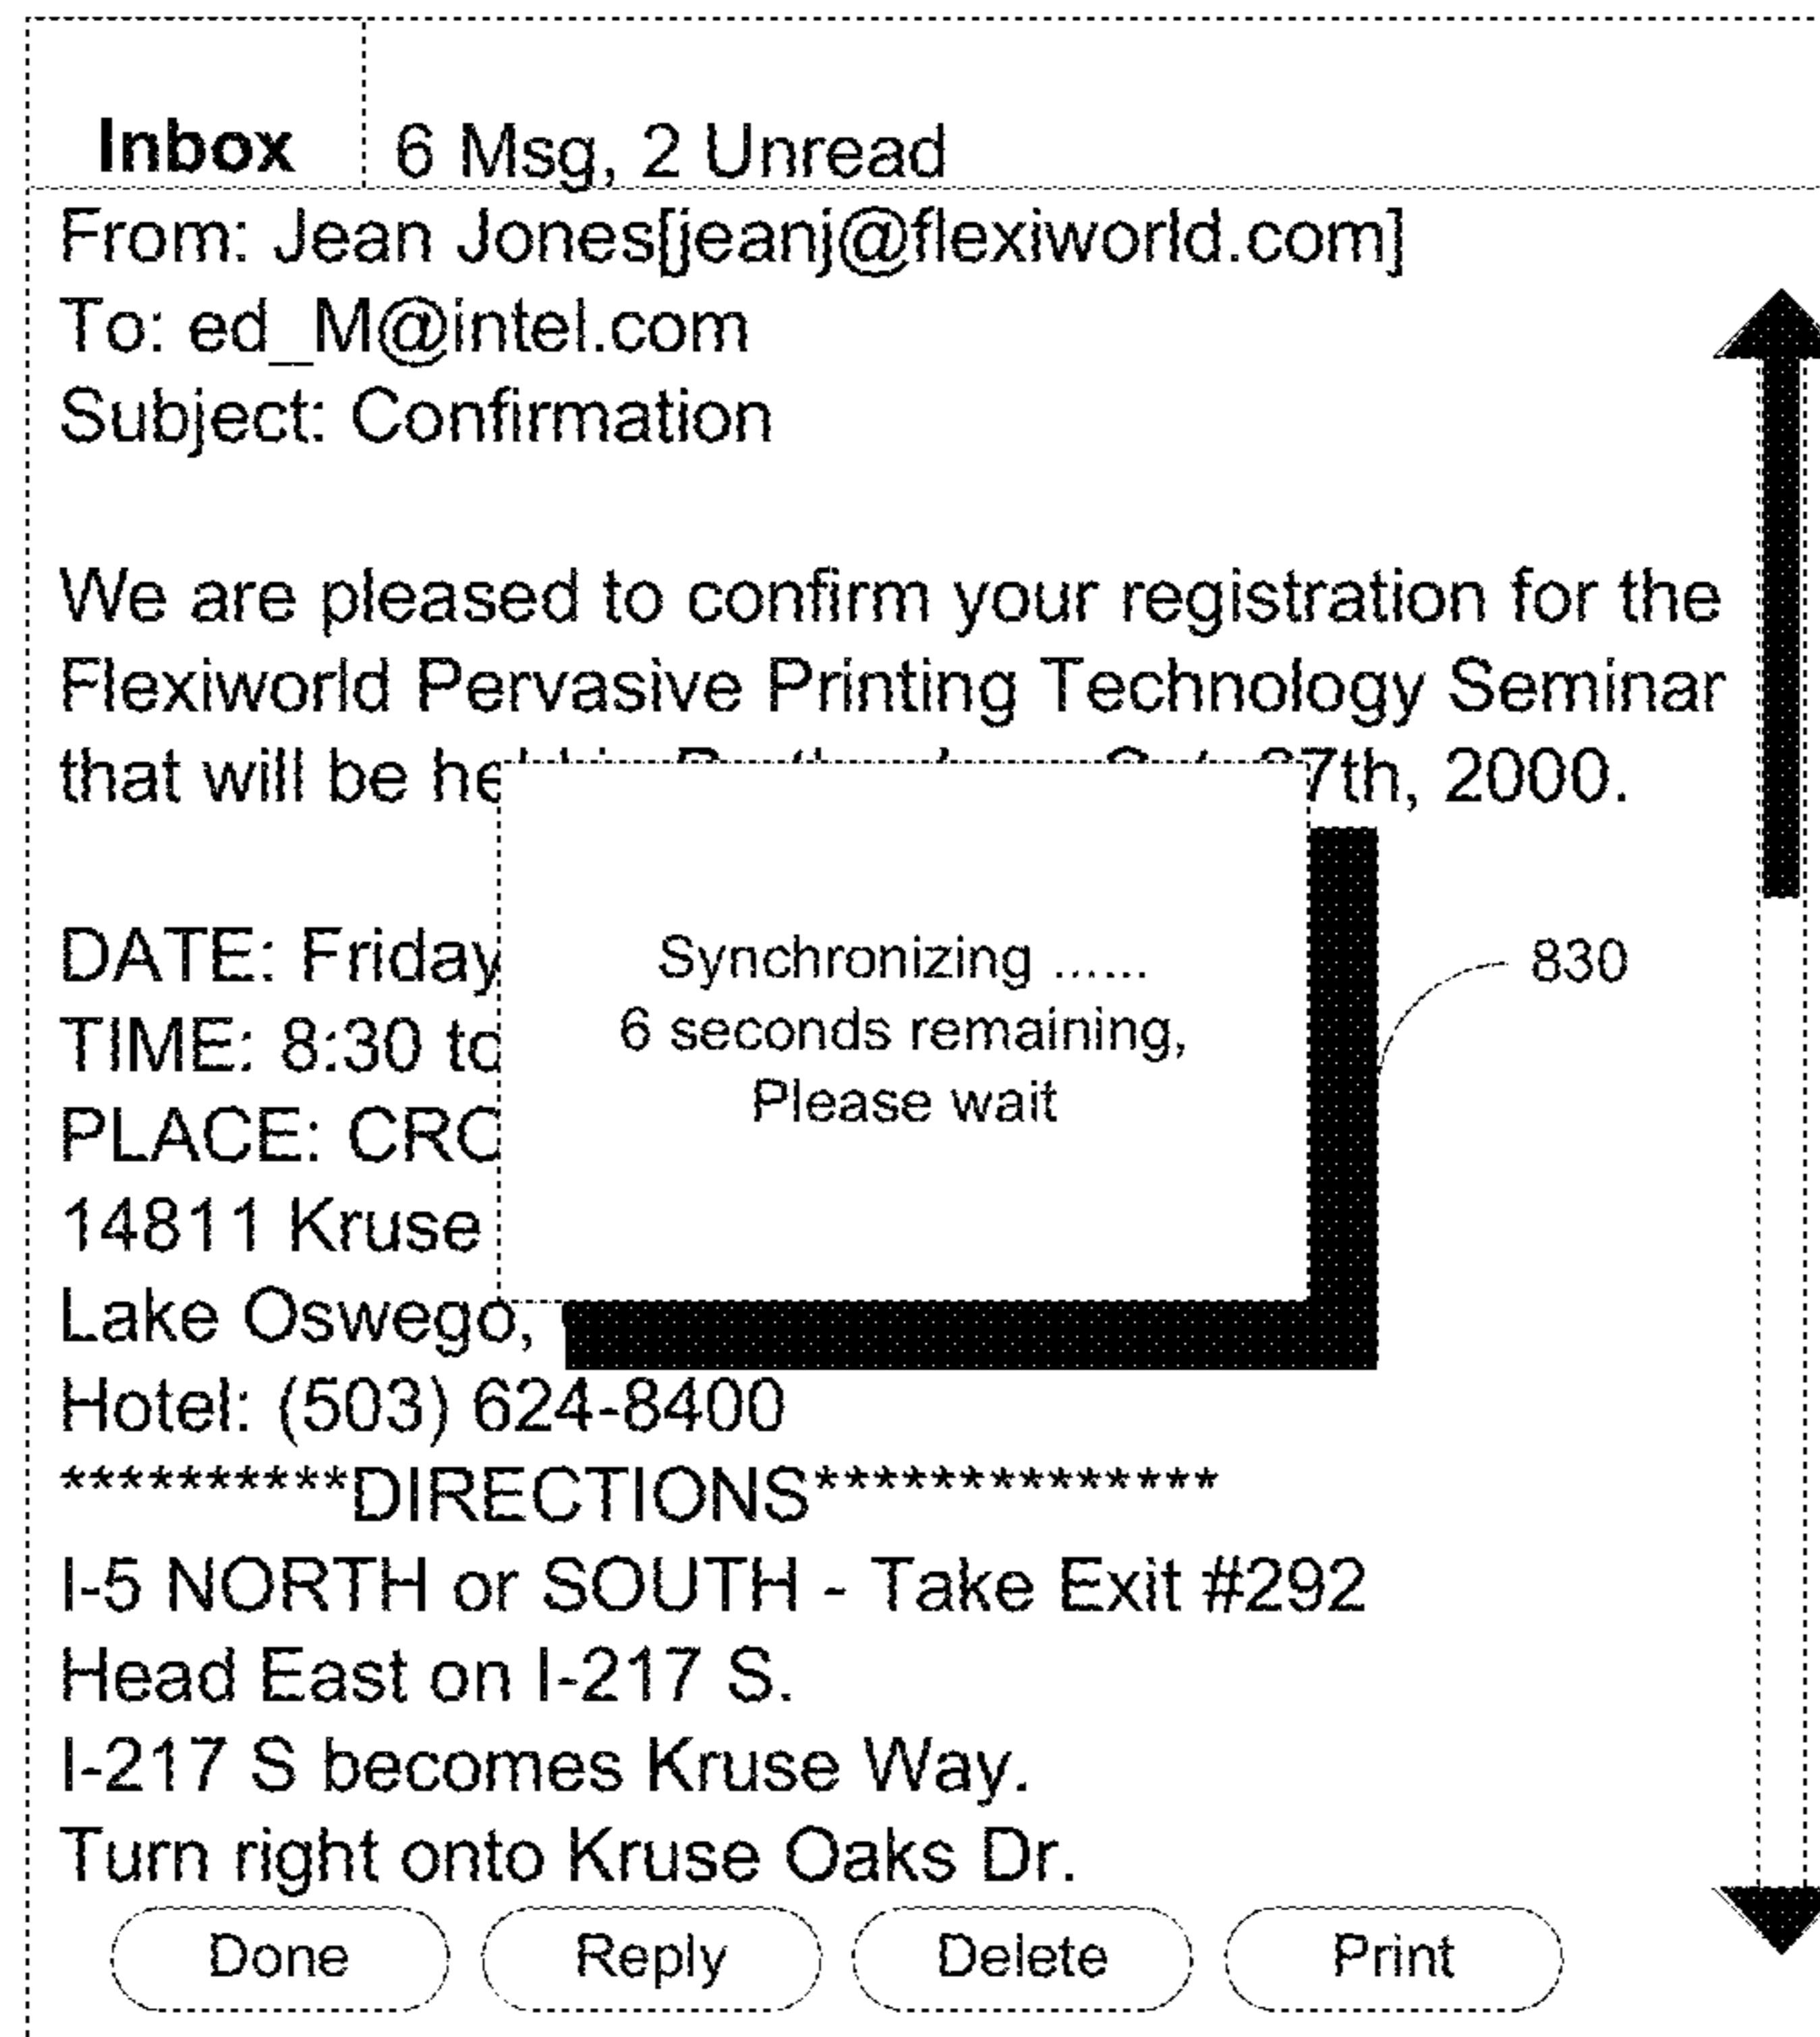 Inbox 6 Msg, 2 Unread
From: Jean Jones[jeanj@flexiworld.com]
To: ed_M@intel.com
Subject: Confirmation
We are pleased to confirm your registration for the
Flexiworld Pervasive Printing Technology Seminar
that will be 7th, 2000.
DATE: Friday
TIME: 8:30
PLACE:
14811 Kruse
Lake Oswego,
Synchronizing ......
6 seconds remaining,
Please wait
830
Hotel: (503) 624-8400
**********DIRECTIONS**************
I-5 NORTH or SOUTH - Take Exit #292
Head East on I-217 S.
I-217 S becomes Kruse Way.
Turn right onto Kruse Oaks Dr.
Done Reply Delete Print